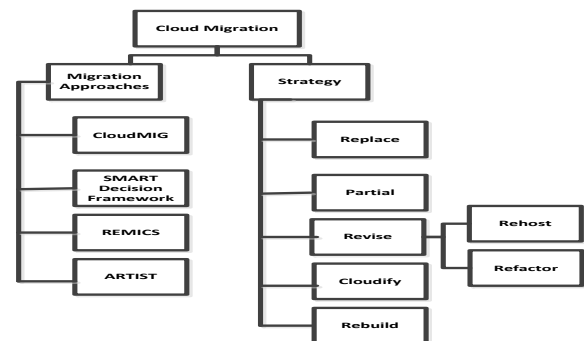 Cloud Migration
Migration
Approaches
Strategy
CloudMIG
SMART
Decision
Framework
REMICS
ARTIST
Replace
Partial
Revise
Cloudify
Rebuild
Rehost
Refactor